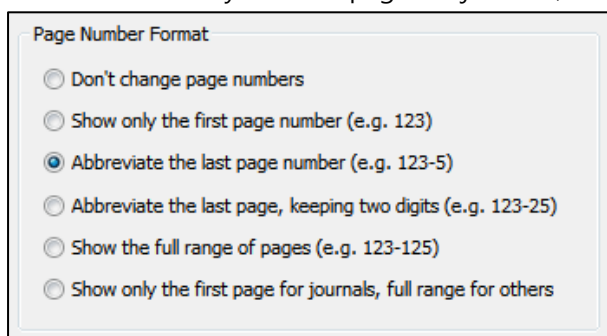 Page Number Format
Don't change page numbers
Show only the first page number (e.g. 123)
Abbreviate the last page number (e.g. 123-5)
Abbreviate the last page, keeping two digits (e.g. 123-25)
Show the full range of pages (e.g. 123-125)
Show only the first page for journals, full range for others